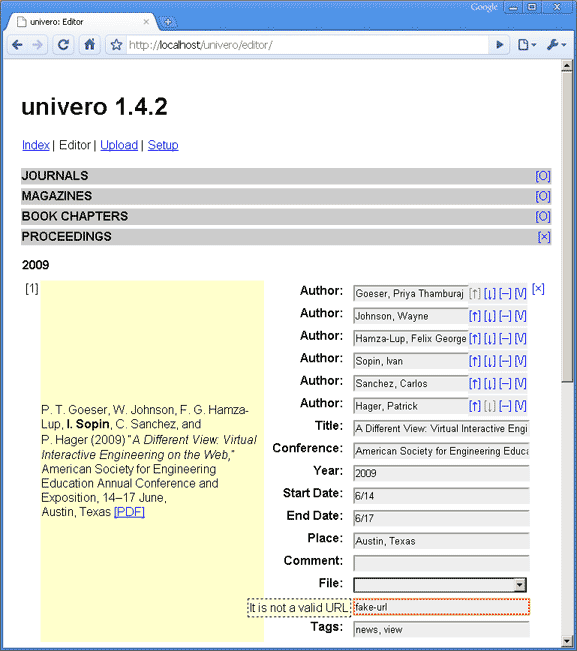 Google
univero: Editor
http://localhost/univero/editor/
univero 1.4.2
Index | Editor | Upload | Setup
JOURNALS [O]
MAGAZINES [O]
BOOK CHAPTERS [O]
PROCEEDINGS [×]
2009
[1]
P. T. Goeser, W. Johnson, F. G. Hamza-
Lup, I. Sopin, C. Sanchez, and
P. Hager (2009) "A Different View: Virtual
Interactive Engineering on the Web,"
American Society for Engineering
Education Annual Conference and
Exposition, 14–17 June,
Austin, Texas [PDF]
Author: Goeser, Priya Thamburaj [↑] [↓] [–] [V] [×]
Author: Johnson, Wayne [↑] [↓] [–] [V]
Author: Hamza-Lup, Felix George [↑] [↓] [–] [V]
Author: Sopin, Ivan [↑] [↓] [–] [V]
Author: Sanchez, Carlos [↑] [↓] [–] [V]
Author: Hager, Patrick [↑] [↓] [–] [V]
Title: A Different View: Virtual Interactive Engi
Conference: American Society for Engineering Educa
Year: 2009
Start Date: 6/14
End Date: 6/17
Place: Austin, Texas
Comment:
File:
It is not a valid URL fake-url
Tags: news, view